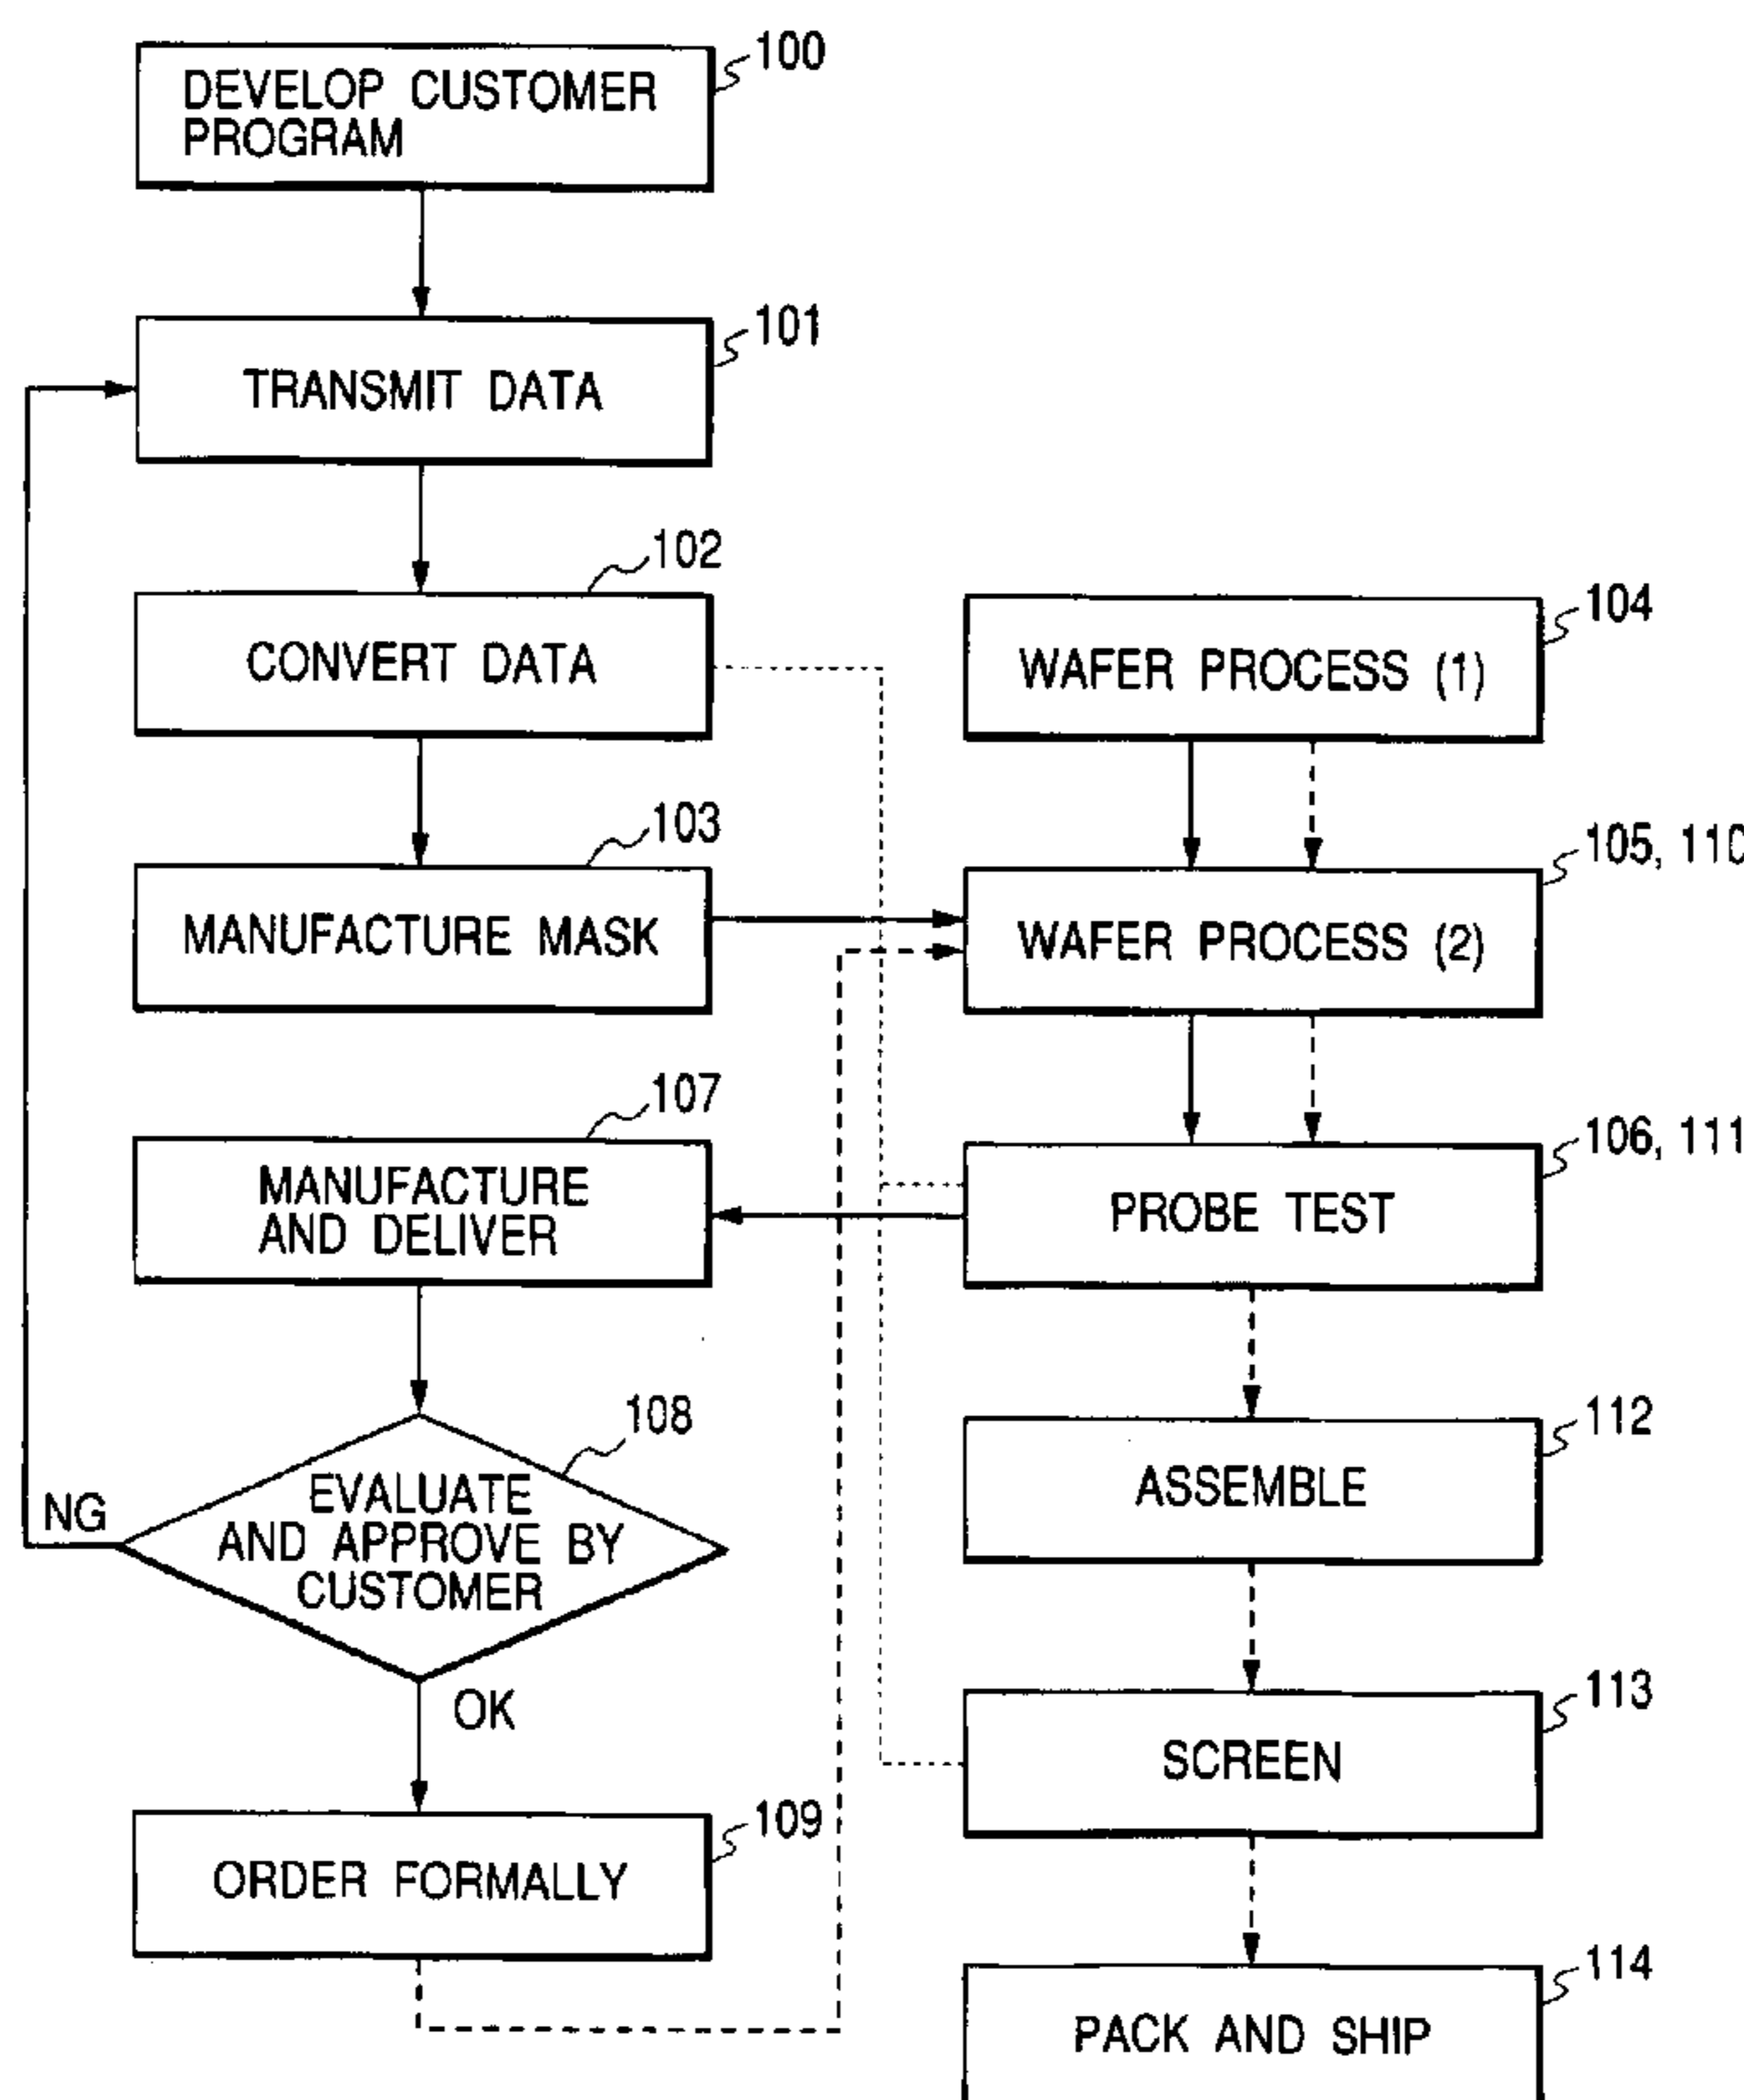 100
DEVELOP CUSTOMER
PROGRAM
101
TRANSMIT DATA
102
CONVERT DATA
103
MANUFACTURE MASK
104
WAFER PROCESS (1)
105, 110
WAFER PROCESS (2)
106, 111
PROBE TEST
107
MANUFACTURE
AND DELIVER
108
EVALUATE
AND APPROVE BY
CUSTOMER
NG
OK
109
ORDER FORMALLY
112
ASSEMBLE
113
SCREEN
114
PACK AND SHIP